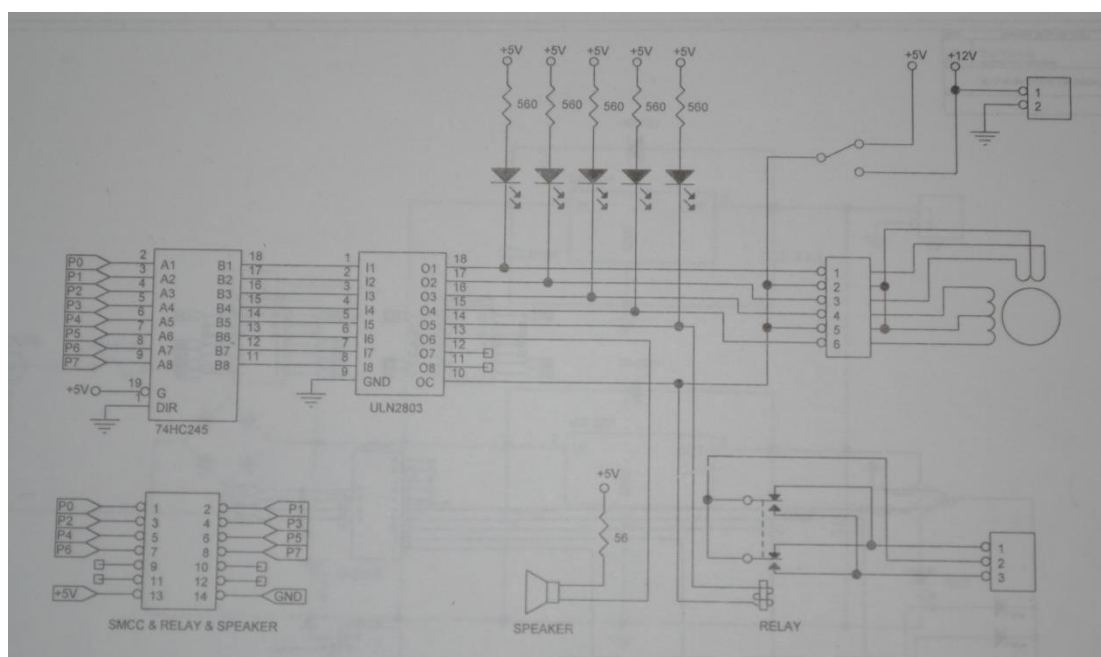 +5V +5V +5V +5V +5V
560 560 560 560 560
+5V +12V
1
2
P0
P1
P2
P3
P4
P5
P6
P7
2
3
4
5
6
7
8
9
A1 B1
A2 B2
A3 B3
A4 B4
A5 B5
A6 B6
A7 B7
A8 B8
18
17
16
15
14
13
12
11
+5V 19 G
1 DIR
74HC245
1
2
3
4
5
6
7
8
9
I1 O1
I2 O2
I3 O3
I4 O4
I5 O5
I6 O6
I7 O7
I8 O8
GND OC
18
17
16
15
14
13
12
11
10
ULN2803
1
2
3
4
5
6
P0 1 2 P1
P2 3 4 P3
P4 5 6 P5
P6 7 8 P7
9 10
11 12
+5V 13 14 GND
SMCC & RELAY & SPEAKER
+5V
56
SPEAKER
RELAY
1
2
3